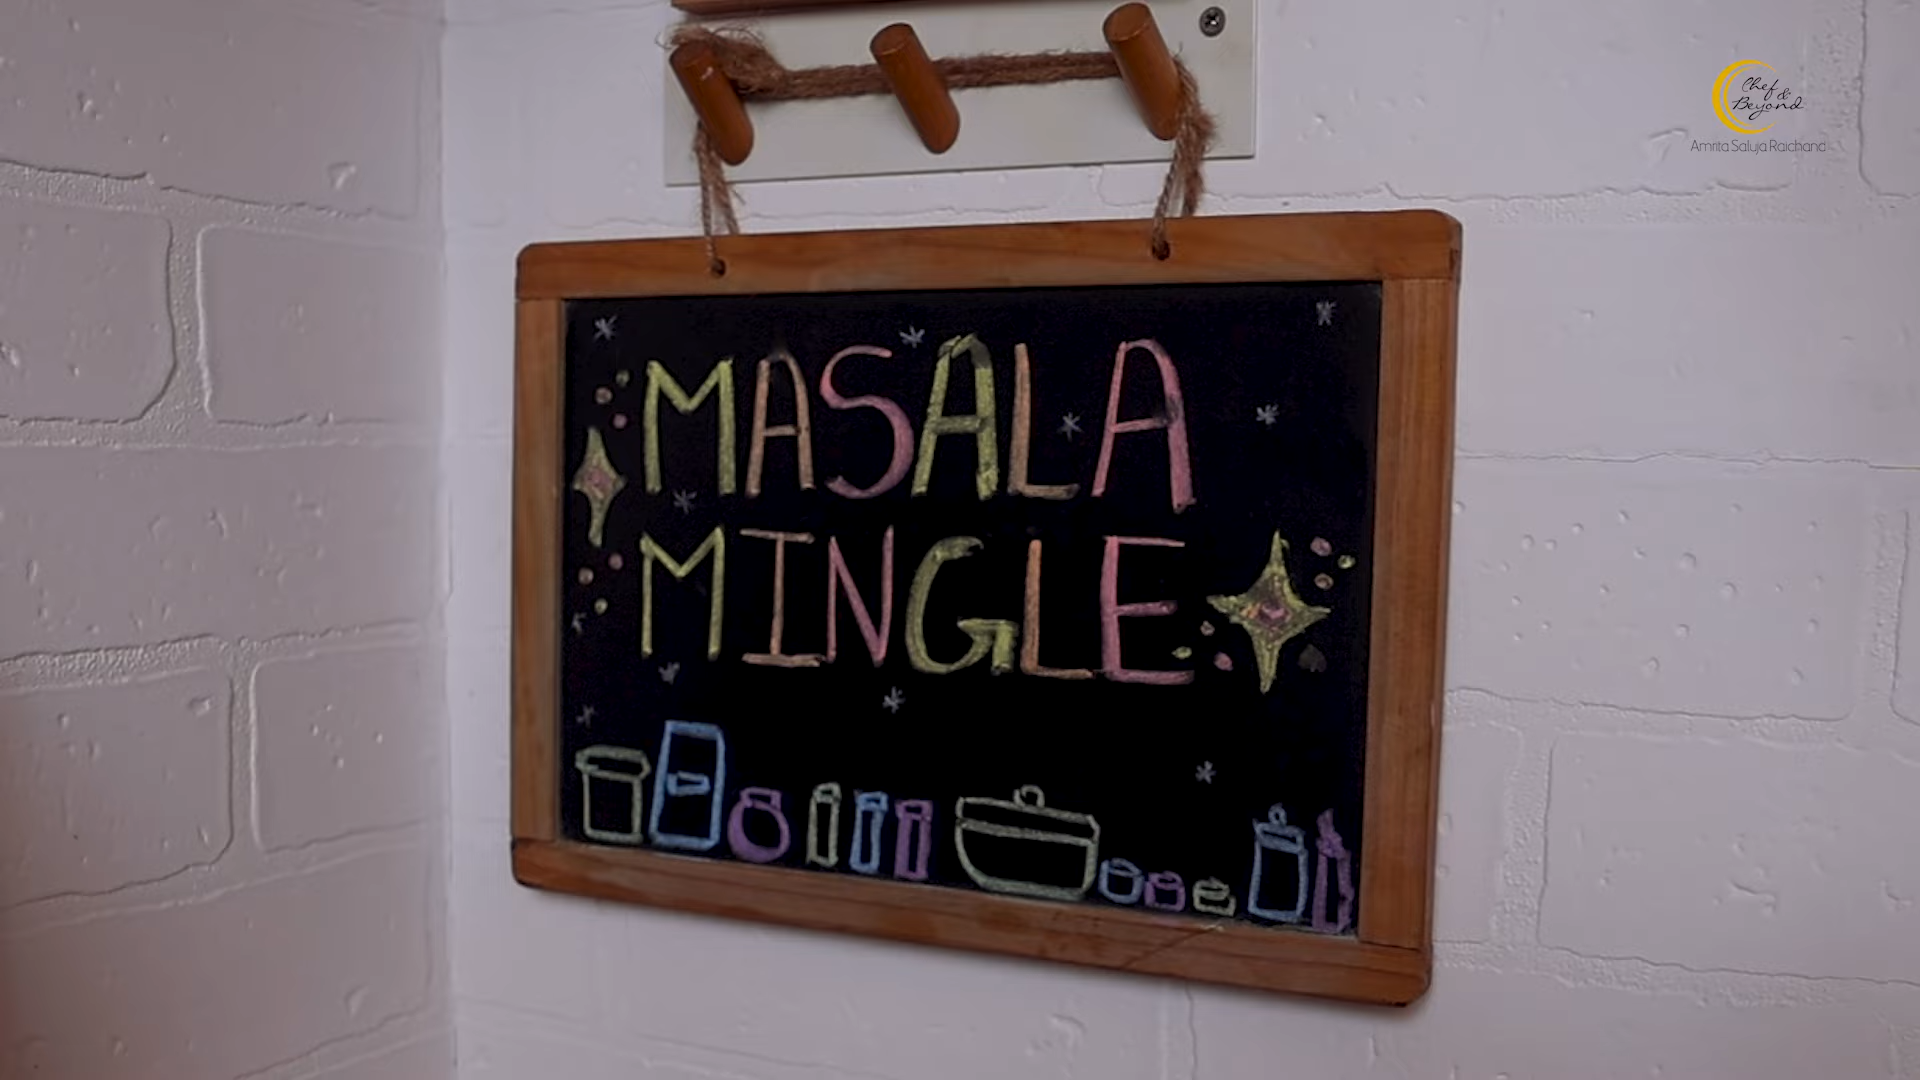 Chef &
Beyond
Amrita Saluja Raichand
MASALA
MINGLE